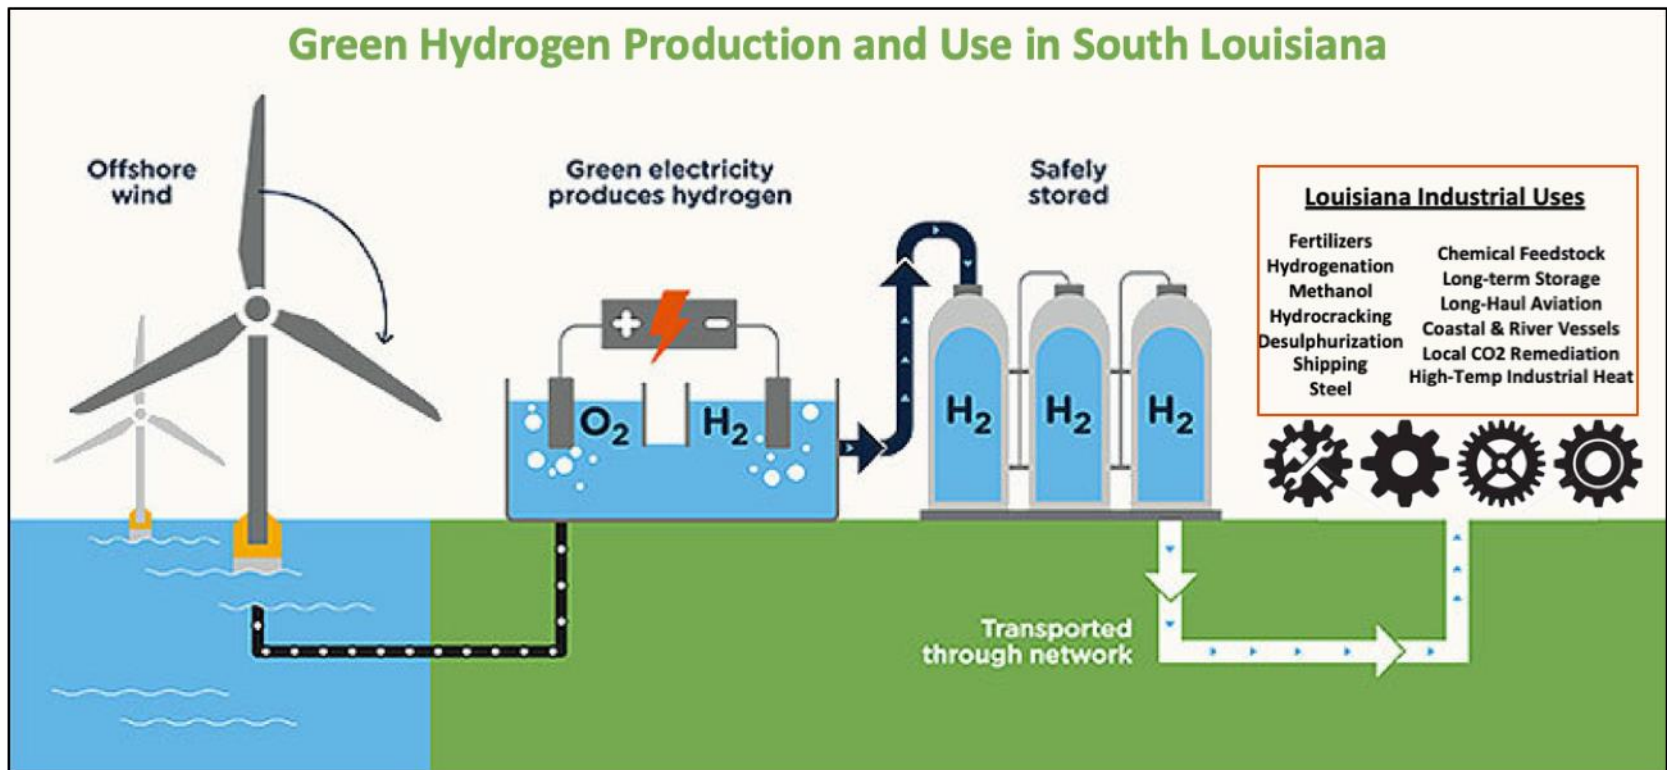 Green Hydrogen Production and Use in South Louisiana
Offshore
wind
Green electricity
produces hydrogen
Safely
stored
+
-
O2
H2
H2
H2
H2
Louisiana Industrial Uses
Fertilizers
Hydrogenation
Methanol
Hydrocracking
Desulphurization
Shipping
Steel
Chemical Feedstock
Long-term Storage
Long-Haul Aviation
Coastal & River Vessels
Local CO2 Remediation
High-Temp Industrial Heat
Transported
through network